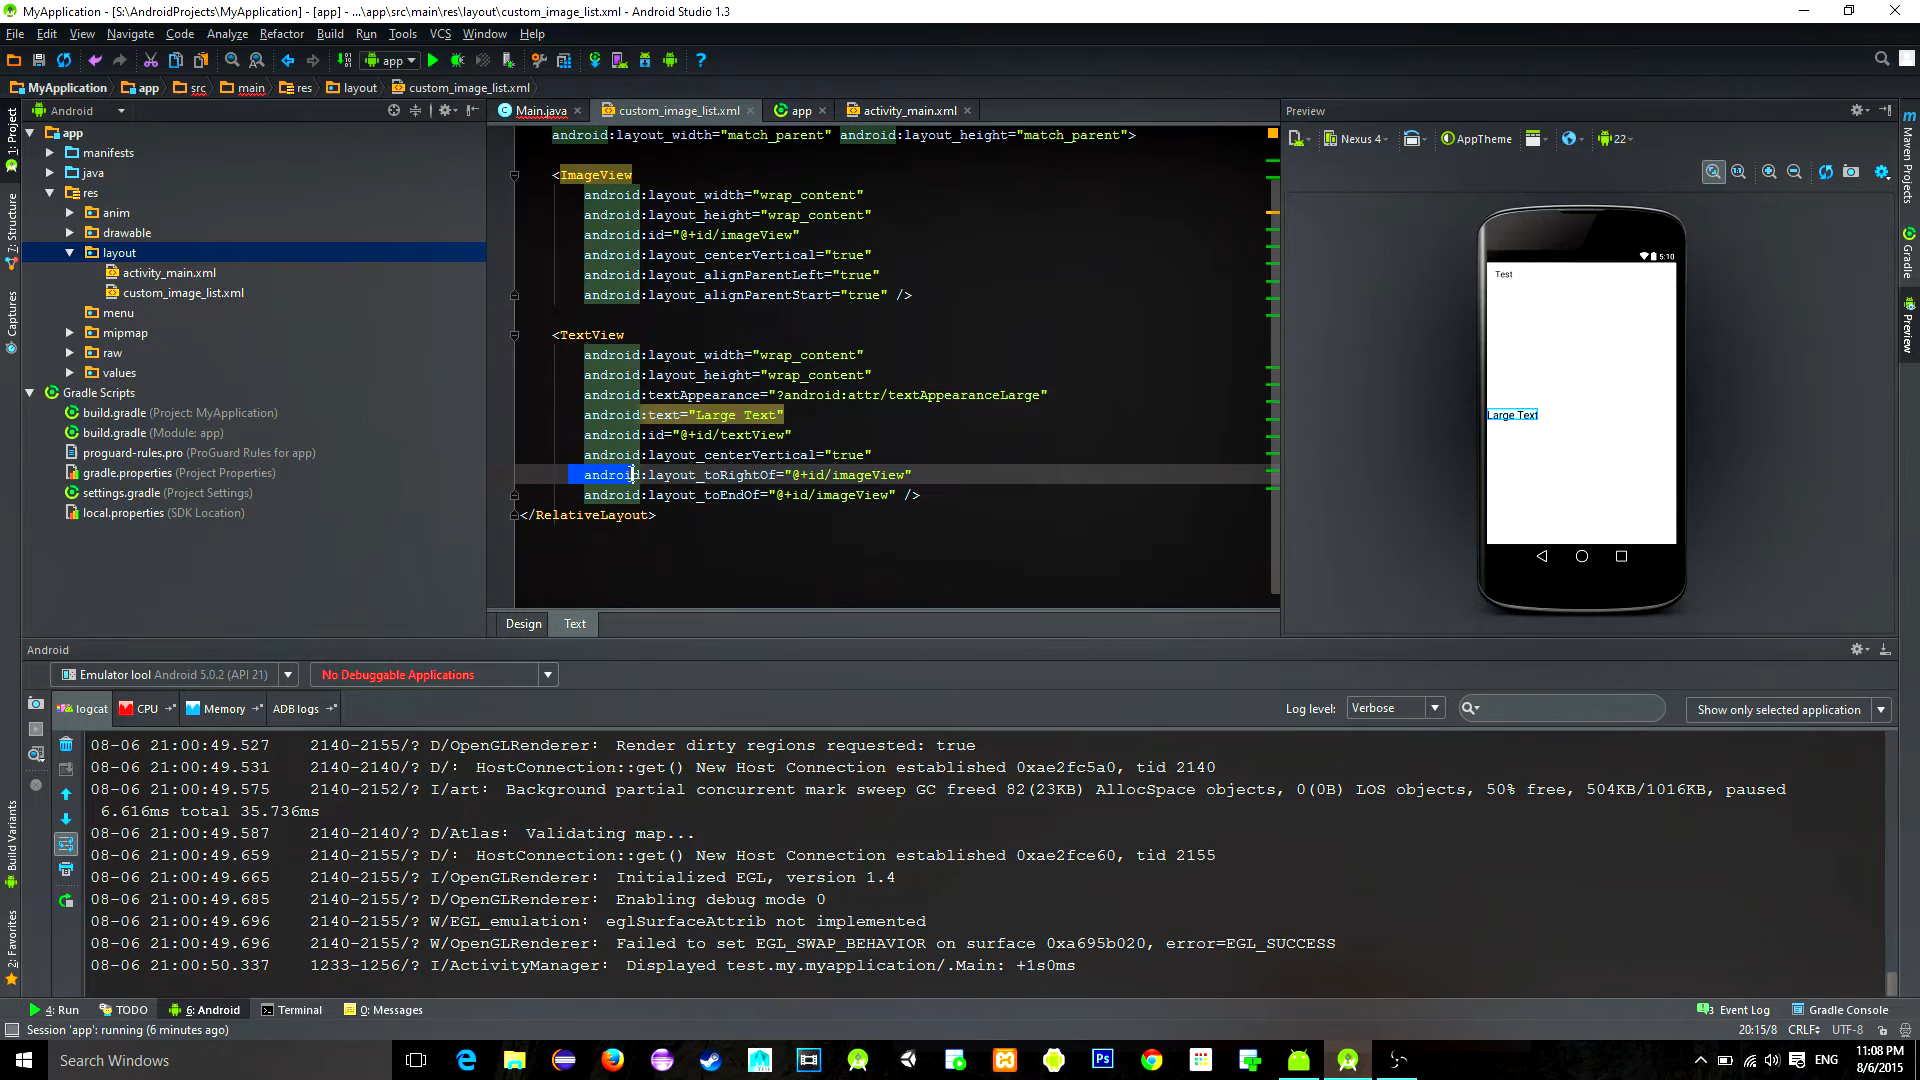 MyApplication - [S:\AndroidProjects\MyApplication] - [app] - ...\app\src\main\res\layout\custom_image_list.xml - Android Studio 1.3
File Edit View Navigate Code Analyze Refactor Build Run Tools VCS Window Help
app
MyApplication app src main res layout custom_image_list.xml
Android
Main.java custom_image_list.xml app activity_main.xml
Preview
1: Project
7: Structure
Captures
Build Variants
2: Favorites
app
manifests
java
res
anim
drawable
layout
activity_main.xml
custom_image_list.xml
menu
mipmap
raw
values
Gradle Scripts
build.gradle (Project: MyApplication)
build.gradle (Module: app)
proguard-rules.pro (ProGuard Rules for app)
gradle.properties (Project Properties)
settings.gradle (Project Settings)
local.properties (SDK Location)
android:layout_width="match_parent" android:layout_height="match_parent">
<ImageView
android:layout_width="wrap_content"
android:layout_height="wrap_content"
android:id="@+id/imageView"
android:layout_centerVertical="true"
android:layout_alignParentLeft="true"
android:layout_alignParentStart="true" />
<TextView
android:layout_width="wrap_content"
android:layout_height="wrap_content"
android:textAppearance="?android:attr/textAppearanceLarge"
android:text="Large Text"
android:id="@+id/textView"
android:layout_centerVertical="true"
android:layout_toRightOf="@+id/imageView"
android:layout_toEndOf="@+id/imageView" />
</RelativeLayout>
Design Text
Nexus 4 AppTheme 22
5:10
Test
Large Text
Maven Projects
Gradle
Preview
Android
Emulator lool Android 5.0.2 (API 21) No Debuggable Applications
logcat CPU Memory ADB logs Log level: Verbose Show only selected application
08-06 21:00:49.527 2140-2155/? D/OpenGLRenderer: Render dirty regions requested: true
08-06 21:00:49.531 2140-2140/? D/: HostConnection::get() New Host Connection established 0xae2fc5a0, tid 2140
08-06 21:00:49.575 2140-2152/? I/art: Background partial concurrent mark sweep GC freed 82(23KB) AllocSpace objects, 0(0B) LOS objects, 50% free, 504KB/1016KB, paused
6.616ms total 35.736ms
08-06 21:00:49.587 2140-2140/? D/Atlas: Validating map...
08-06 21:00:49.659 2140-2155/? D/: HostConnection::get() New Host Connection established 0xae2fce60, tid 2155
08-06 21:00:49.665 2140-2155/? I/OpenGLRenderer: Initialized EGL, version 1.4
08-06 21:00:49.685 2140-2155/? D/OpenGLRenderer: Enabling debug mode 0
08-06 21:00:49.696 2140-2155/? W/EGL_emulation: eglSurfaceAttrib not implemented
08-06 21:00:49.696 2140-2155/? W/OpenGLRenderer: Failed to set EGL_SWAP_BEHAVIOR on surface 0xa695b020, error=EGL_SUCCESS
08-06 21:00:50.337 1233-1256/? I/ActivityManager: Displayed test.my.myapplication/.Main: +1s0ms
4: Run TODO 6: Android Terminal 0: Messages Event Log Gradle Console
Session 'app': running (6 minutes ago) 20:15/8 CRLF UTF-8
Search Windows ENG 11:08 PM
8/6/2015